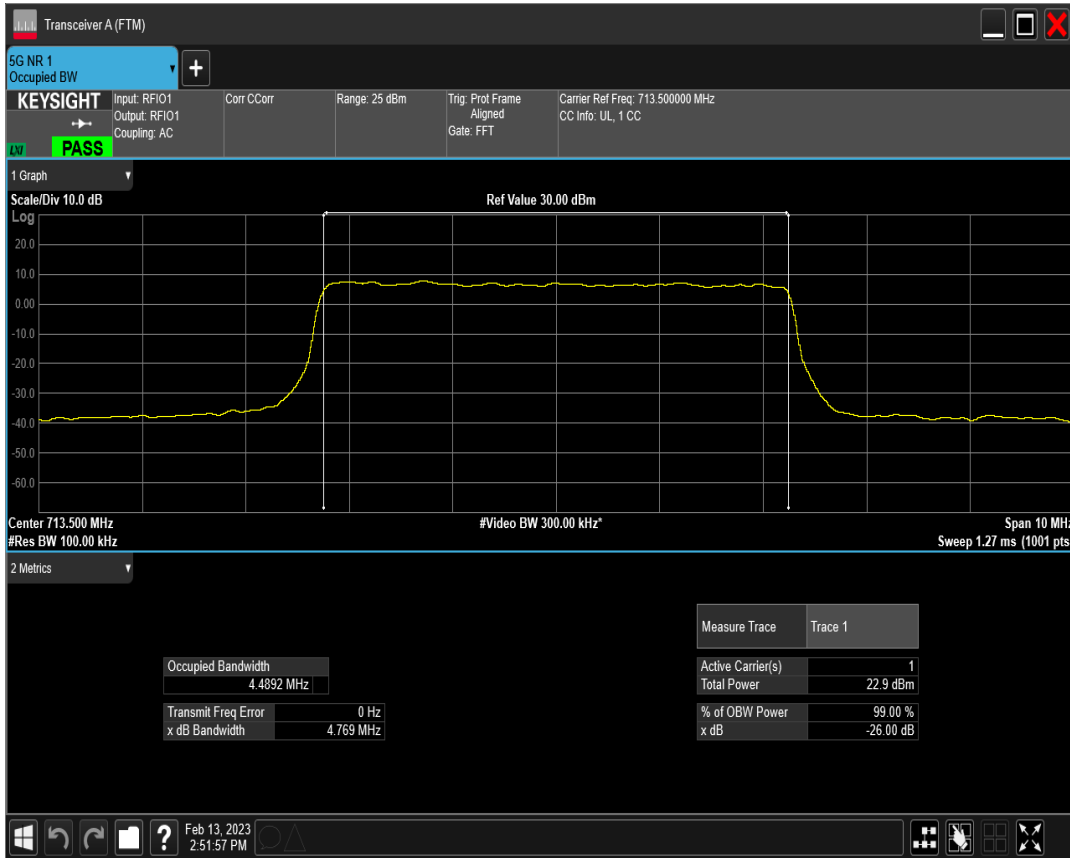 Transceiver A (FTM)
5G NR 1
Occupied BW
+
KEYSIGHT
LXI
PASS
Input: RFIO1
Output: RFIO1
Coupling: AC
Corr CCorr
Range: 25 dBm
Trig: Prot Frame
Aligned
Gate: FFT
Carrier Ref Freq: 713.500000 MHz
CC Info: UL, 1 CC
1 Graph
Scale/Div 10.0 dB
Ref Value 30.00 dBm
Log
20.0
10.0
0.00
-10.0
-20.0
-30.0
-40.0
-50.0
-60.0
Center 713.500 MHz
#Video BW 300.00 kHz*
Span 10 MHz
#Res BW 100.00 kHz
Sweep 1.27 ms (1001 pts
2 Metrics
Measure Trace Trace 1
Occupied Bandwidth
4.4892 MHz
Active Carrier(s) 1
Total Power 22.9 dBm
Transmit Freq Error 0 Hz
x dB Bandwidth 4.769 MHz
% of OBW Power 99.00 %
x dB -26.00 dB
?
Feb 13, 2023
2:51:57 PM